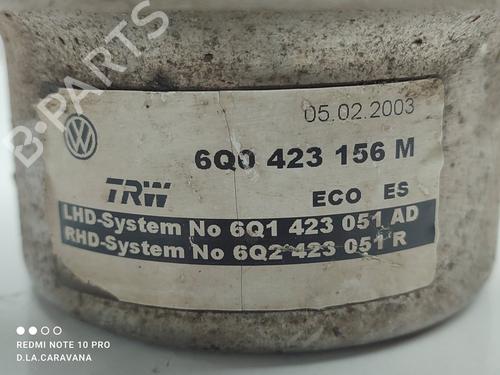 B-PARTS
05.02.2003
6Q0 423 156 M
TRW
ECO ES
LHD-System No 6Q1 423 051 AD
RHD-System No 6Q2 423 051 R
REDMI NOTE 10 PRO
D.L.A.CARAVANA